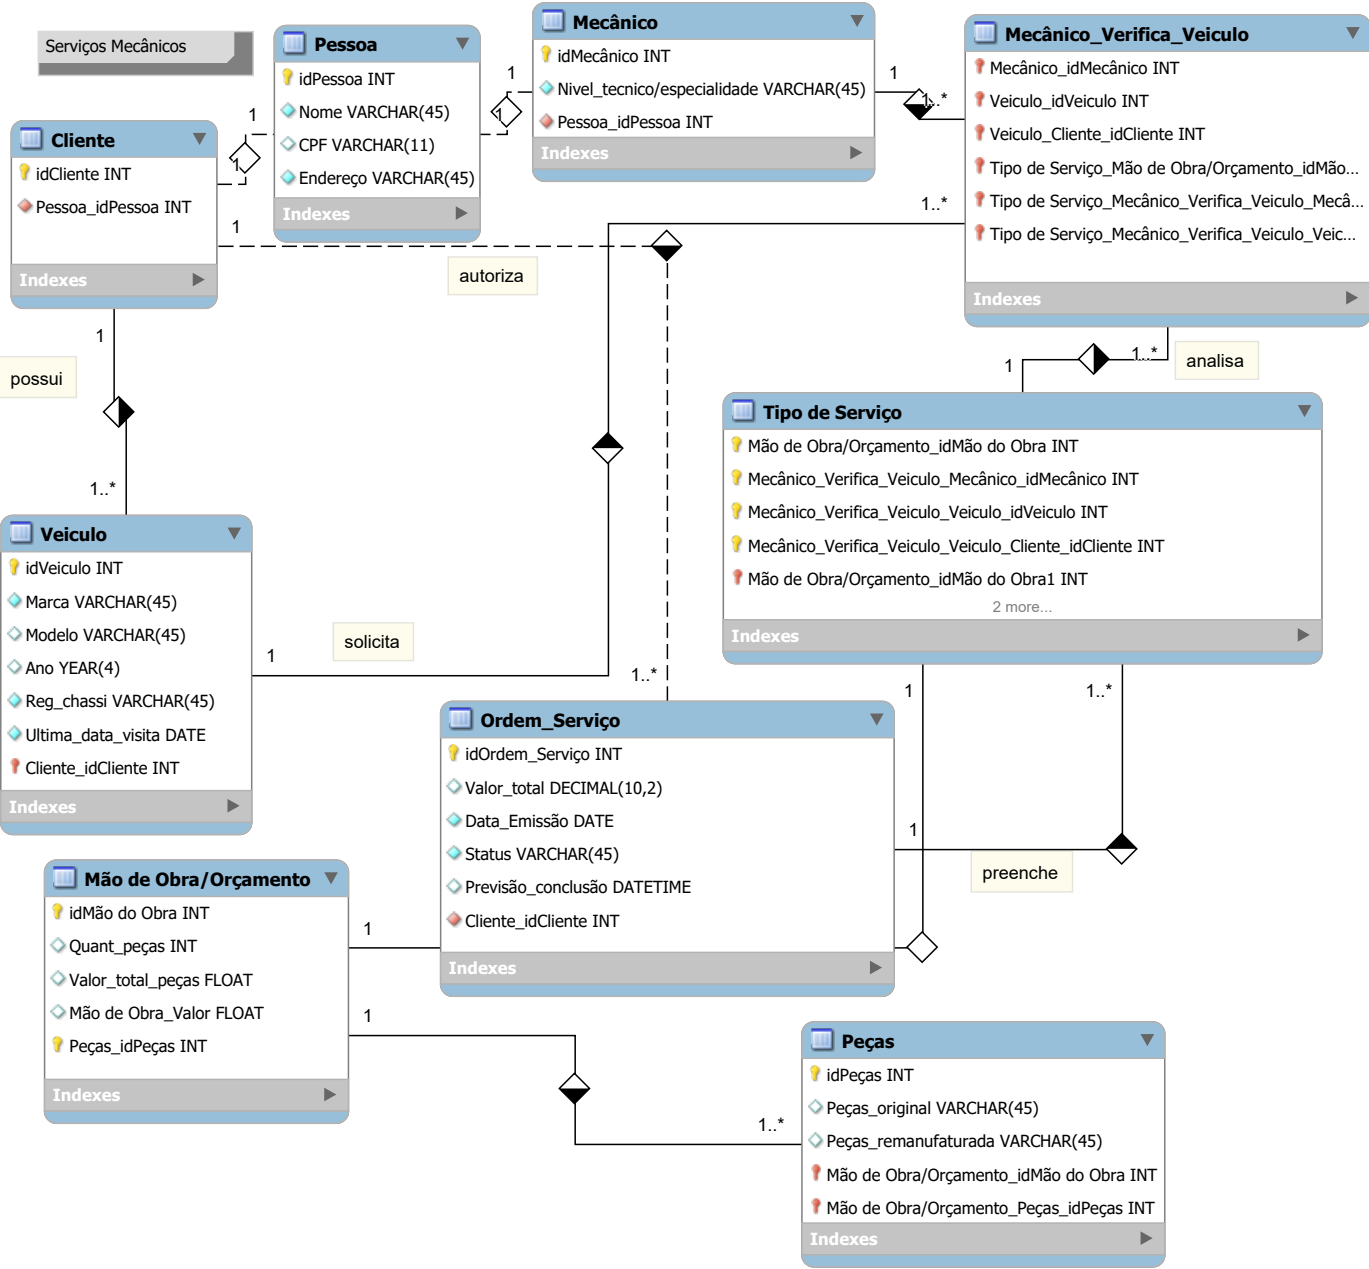 Serviços Mecânicos
Pessoa
idPessoa INT
Nome VARCHAR(45)
CPF VARCHAR(11)
Endereço VARCHAR(45)
Indexes
Mecânico
idMecânico INT
Nivel_tecnico/especialidade VARCHAR(45)
Pessoa_idPessoa INT
Indexes
Mecânico_Verifica_Veiculo
Mecânico_idMecânico INT
Veiculo_idVeiculo INT
Veiculo_Cliente_idCliente INT
Tipo de Serviço_Mão de Obra/Orçamento_idMão...
Tipo de Serviço_Mecânico_Verifica_Veiculo_Mecâ...
Tipo de Serviço_Mecânico_Verifica_Veiculo_Veic...
Indexes
Cliente
idCliente INT
Pessoa_idPessoa INT
Indexes
1
1
1
1
1
1..*
1..*
1
autoriza
1
possui
1..*
1
1..*
analisa
Tipo de Serviço
Mão de Obra/Orçamento_idMão do Obra INT
Mecânico_Verifica_Veiculo_Mecânico_idMecânico INT
Mecânico_Verifica_Veiculo_Veiculo_idVeiculo INT
Mecânico_Verifica_Veiculo_Veiculo_Cliente_idCliente INT
Mão de Obra/Orçamento_idMão do Obra1 INT
2 more...
Indexes
Veiculo
idVeiculo INT
Marca VARCHAR(45)
Modelo VARCHAR(45)
Ano YEAR(4)
Reg_chassi VARCHAR(45)
Ultima_data_visita DATE
Cliente_idCliente INT
Indexes
1
solicita
1..*
1
1..*
Ordem_Serviço
idOrdem_Serviço INT
Valor_total DECIMAL(10,2)
Data_Emissão DATE
Status VARCHAR(45)
Previsão_conclusão DATETIME
Cliente_idCliente INT
Indexes
1
preenche
Mão de Obra/Orçamento
idMão do Obra INT
Quant_peças INT
Valor_total_peças FLOAT
Mão de Obra_Valor FLOAT
Peças_idPeças INT
Indexes
1
1
1..*
Peças
idPeças INT
Peças_original VARCHAR(45)
Peças_remanufaturada VARCHAR(45)
Mão de Obra/Orçamento_idMão do Obra INT
Mão de Obra/Orçamento_Peças_idPeças INT
Indexes